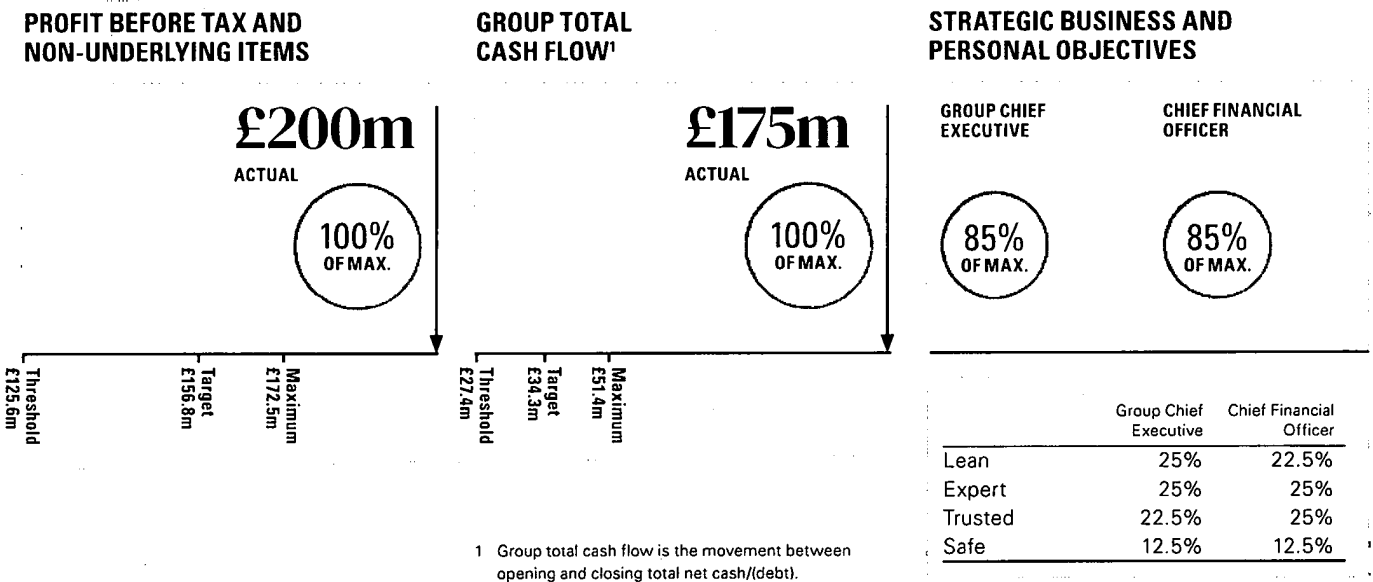 PROFIT BEFORE TAX AND
NON-UNDERLYING ITEMS
£200m
ACTUAL
100%
OF MAX.
Threshold
£125.6m
Target
£156.8m
Maximum
£172.5m
GROUP TOTAL
CASH FLOW¹
£175m
ACTUAL
100%
OF MAX.
Threshold
£27.4m
Target
£34.3m
Maximum
£51.4m
1 Group total cash flow is the movement between
opening and closing total net cash/(debt).
STRATEGIC BUSINESS AND
PERSONAL OBJECTIVES
GROUP CHIEF
EXECUTIVE
CHIEF FINANCIAL
OFFICER
85%
OF MAX.
85%
OF MAX.
Group Chief Chief Financial
Executive Officer
Lean 25% 22.5%
Expert 25% 25%
Trusted 22.5% 25%
Safe 12.5% 12.5%